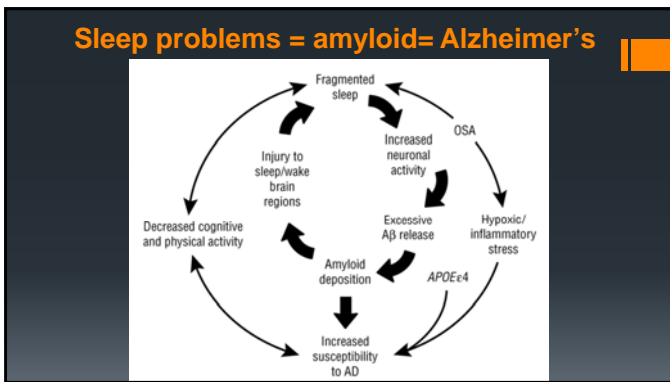 Sleep problems = amyloid= Alzheimer's
Fragmented
sleep
OSA
Increased
neuronal
activity
Injury to
sleep/wake
brain
regions
Decreased cognitive
and physical activity
Excessive
Aβ release
Hypoxic/
inflammatory
stress
Amyloid
deposition
APOEε4
Increased
susceptibility
to AD